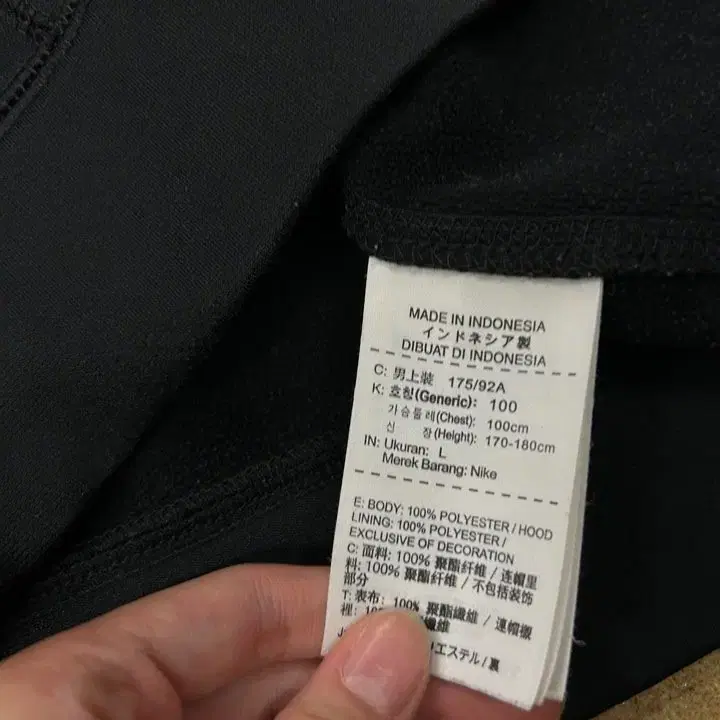 MADE IN INDONESIA
インドネシア製
DIBUAT DI INDONESIA
C: 男上裝 175/92A
K: 호칭(Generic): 100
가슴둘레(Chest): 100cm
신 장(Height): 170-180cm
IN: Ukuran: L
Merek Barang: Nike
E: BODY: 100% POLYESTER / HOOD
LINING: 100% POLYESTER /
EXCLUSIVE OF DECORATION
C: 面料: 100% 聚酯纤维 / 连帽里
料: 100% 聚酯纤维 / 不包括装饰
部分
T: 表布: 100% 聚酯纖維 / 連帽襯
裡: 纖維
エステル / 裏